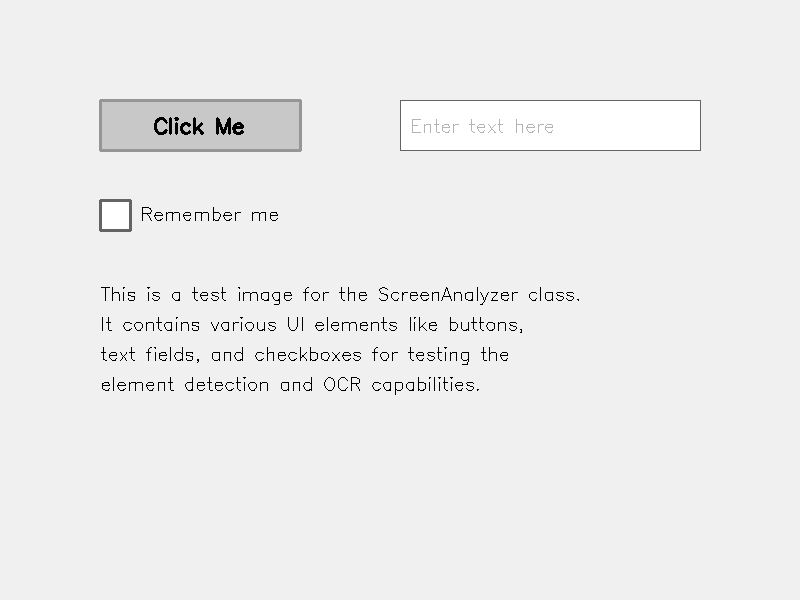 Click Me
Enter text here
Remember me
This is a test image for the ScreenAnalyzer class.
It contains various UI elements like buttons,
text fields, and checkboxes for testing the
element detection and OCR capabilities.